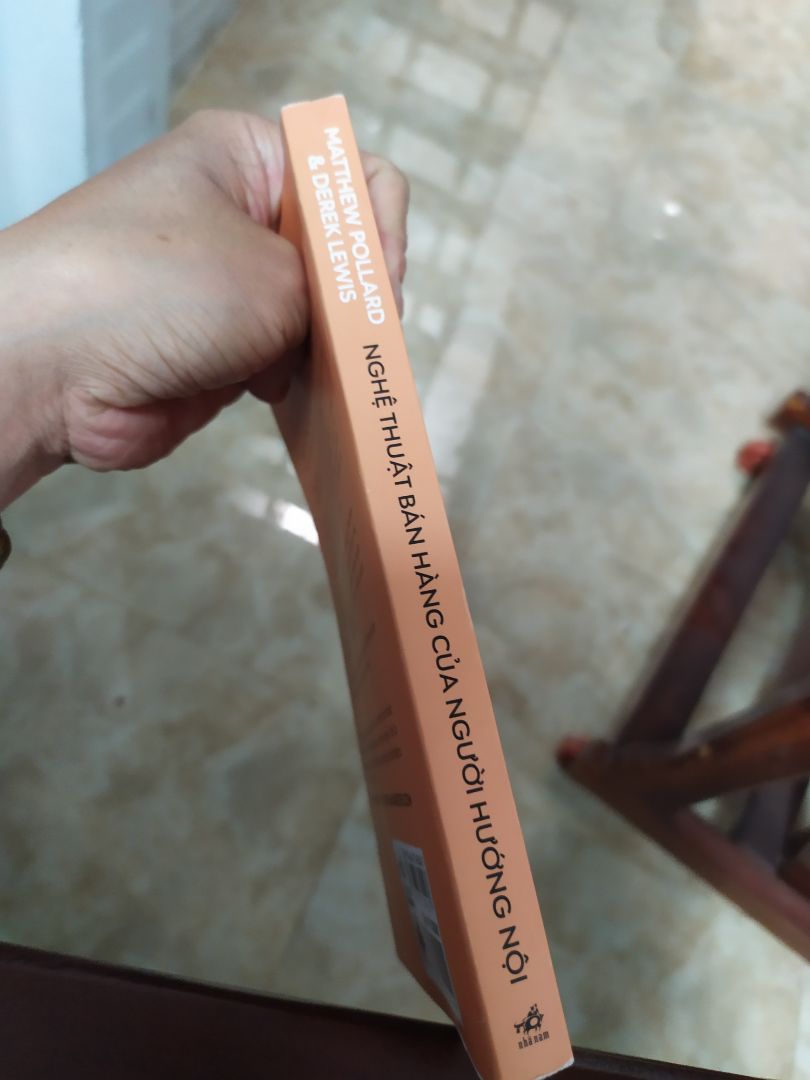 MATTHEW POLLARD
& DEREK LEWIS
NGHỆ THUẬT BÁN HÀNG CỦA NGƯỜI HƯỚNG NỘI
nhã nam